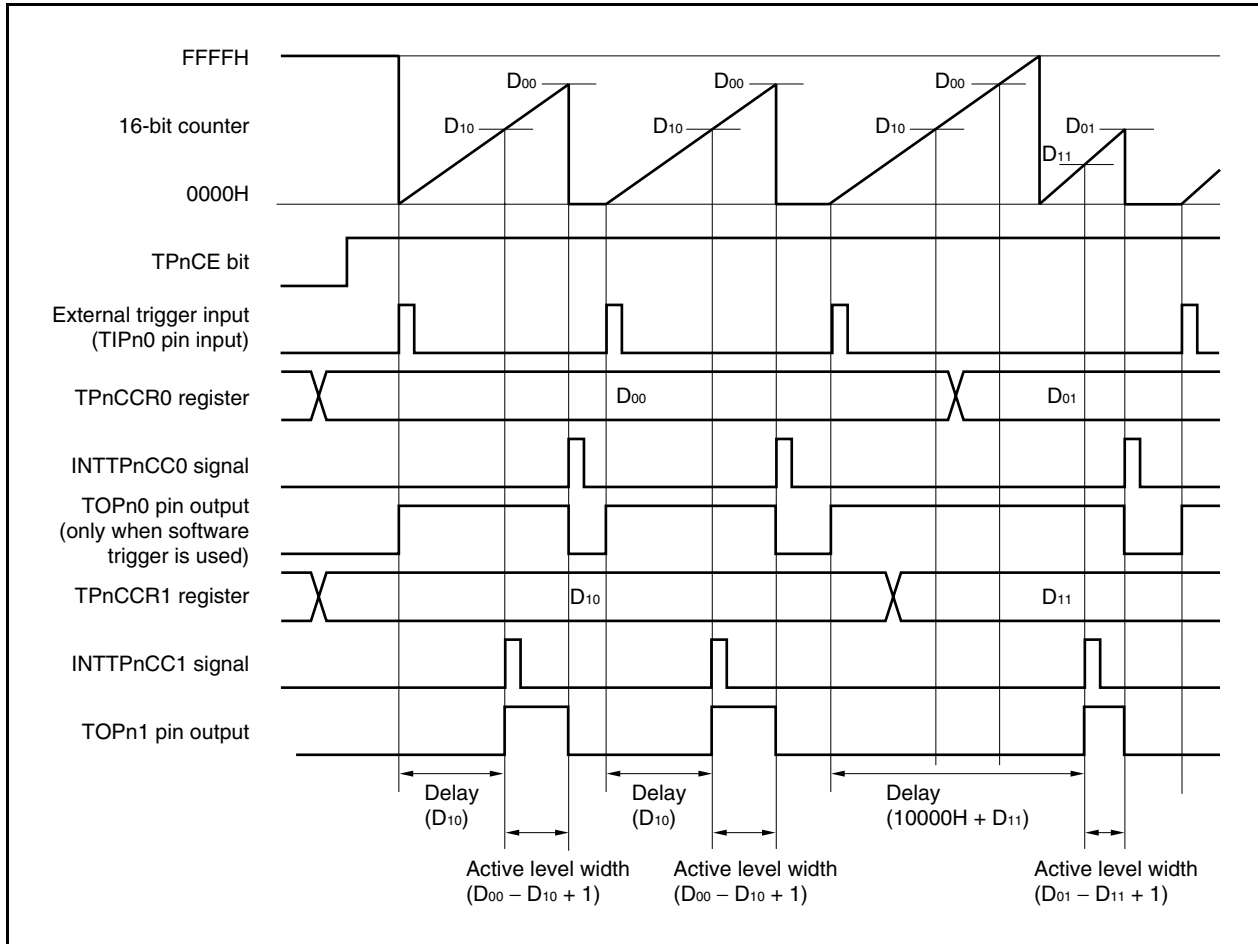 FFFFH
16-bit counter
0000H
D10
D00
D10
D00
D10
D00
D11
D01
TPnCE bit
External trigger input
(TIPn0 pin input)
TPnCCR0 register
D00
D01
INTTPnCC0 signal
TOPn0 pin output
(only when software
trigger is used)
TPnCCR1 register
D10
D11
INTTPnCC1 signal
TOPn1 pin output
Delay
(D10)
Delay
(D10)
Delay
(10000H + D11)
Active level width
(D00 − D10 + 1)
Active level width
(D00 − D10 + 1)
Active level width
(D01 − D11 + 1)